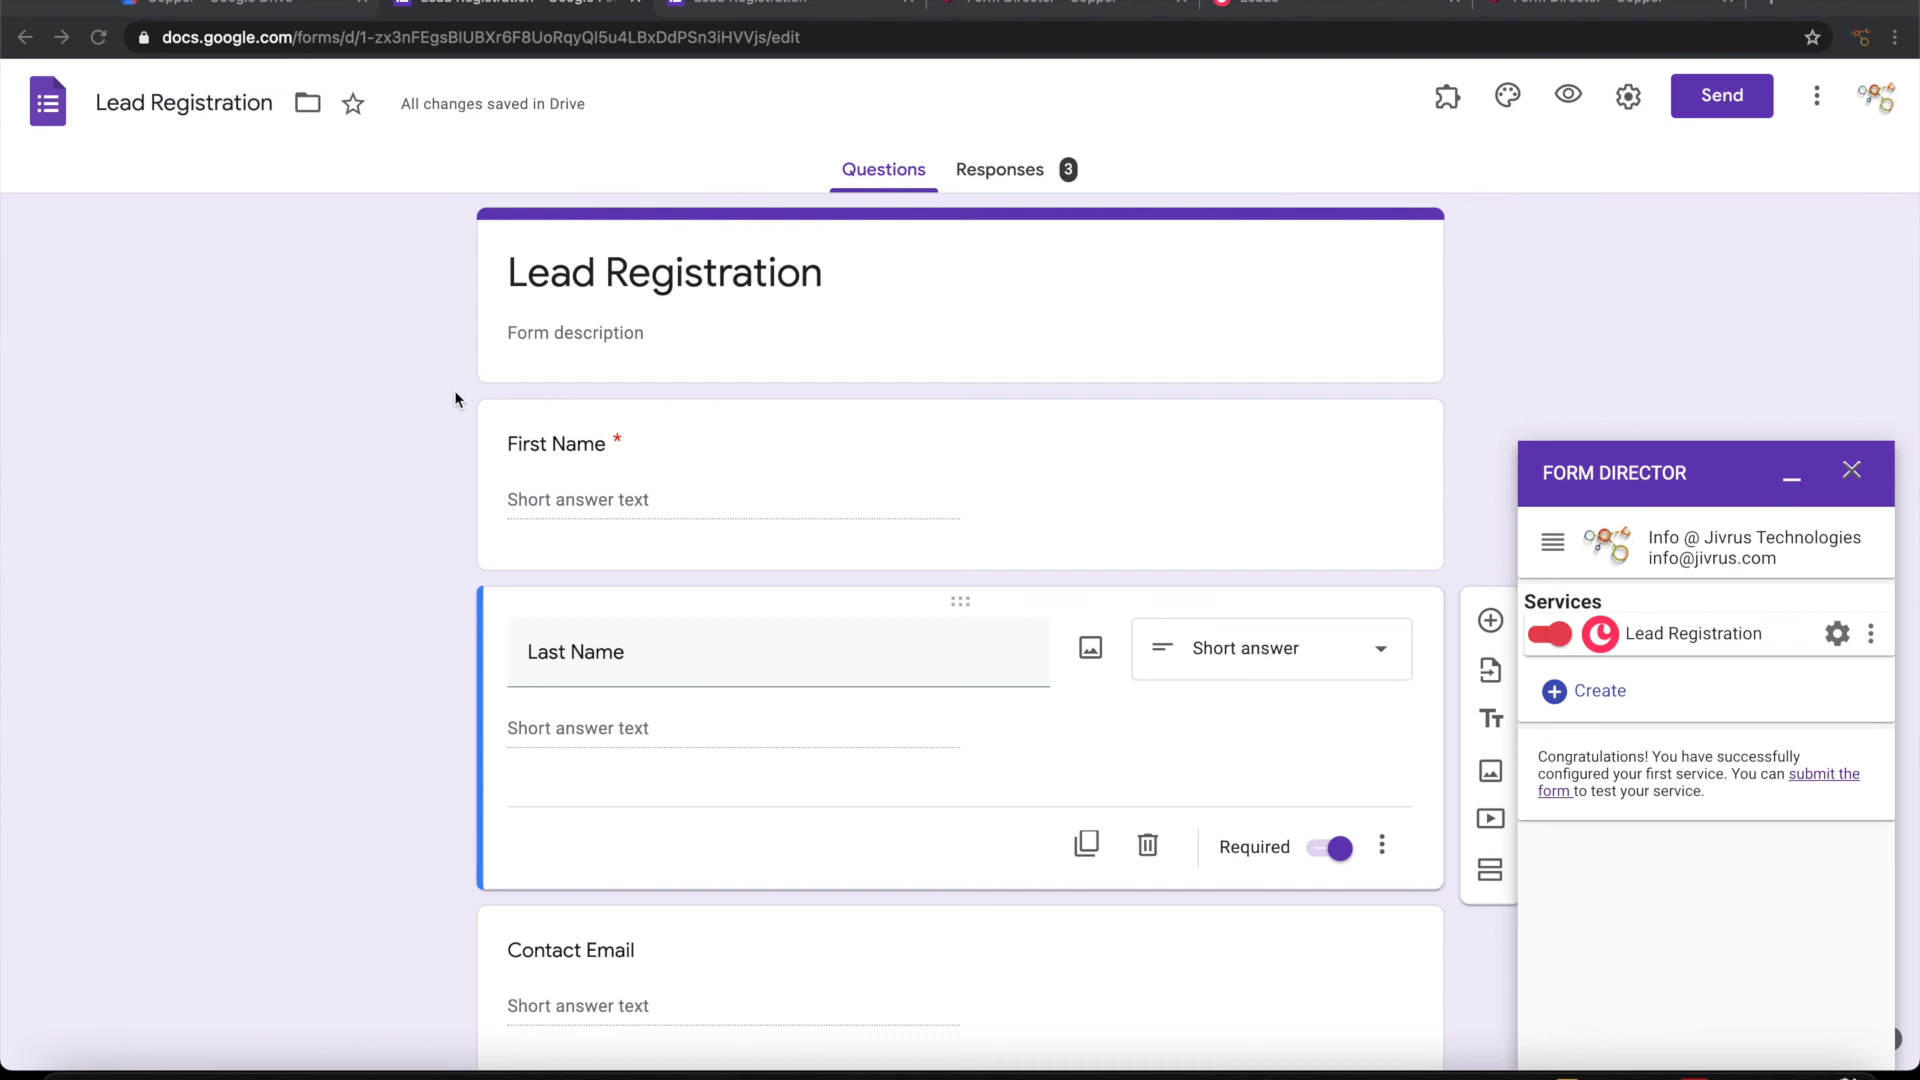 docs.google.com/forms/d/1-zx3nFEgsBIUBXr6F8UoRqyQI5u4LBxDdPSn3iHVVjs/edit
Lead Registration
All changes saved in Drive
Send
Questions
Responses 3
Lead Registration
Form description
First Name *
Short answer text
Last Name
Short answer
Short answer text
Required
Contact Email
Short answer text
FORM DIRECTOR
Info @ Jivrus Technologies
info@jivrus.com
Services
Lead Registration
Create
Congratulations! You have successfully
configured your first service. You can submit the
form to test your service.